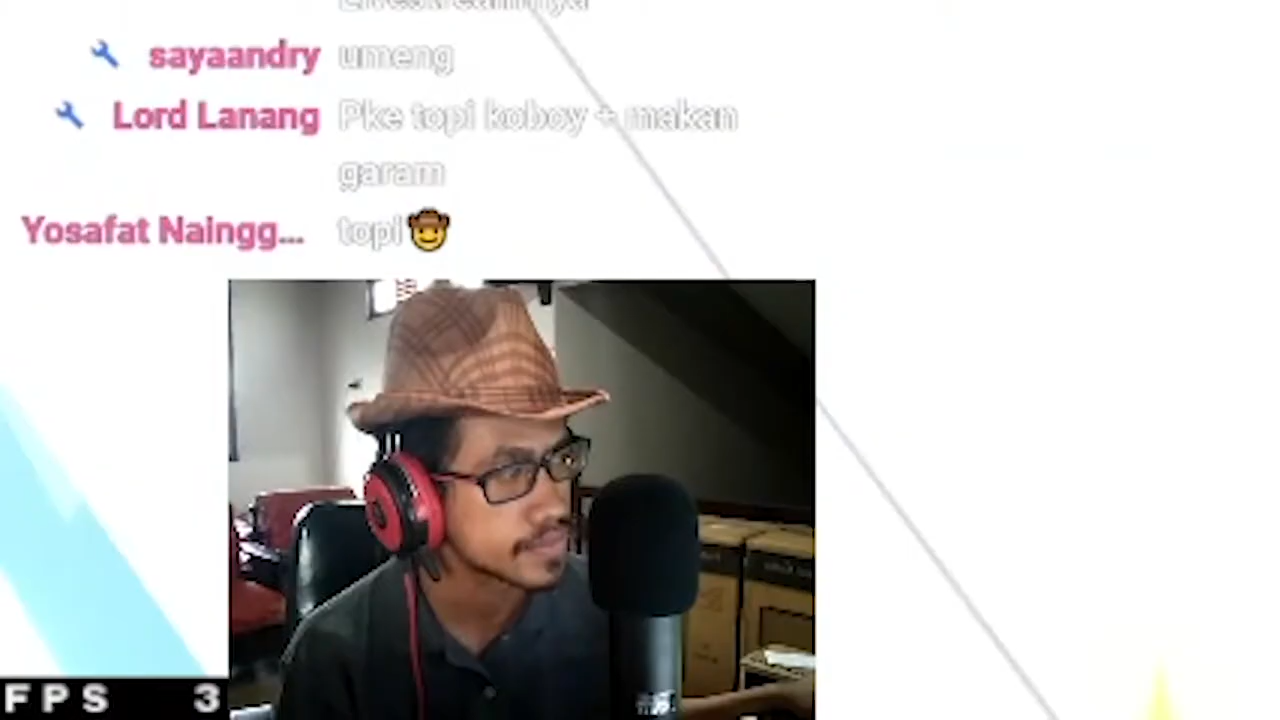 sayaandry umeng
Lord Lanang Pke topi koboy + makan
garam
Yosafat Naingg... topi🤠
FPS 3